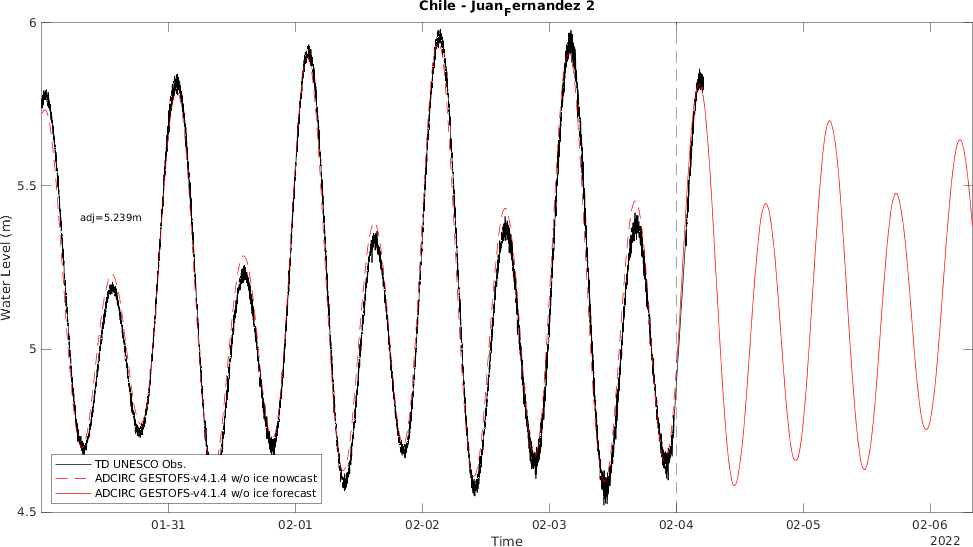 Chile - Juan_Fernandez 2
6
5.5
5
4.5
Water Level (m)
adj=5.239m
TD UNESCO Obs.
ADCIRC GESTOFS-v4.1.4 w/o ice nowcast
ADCIRC GESTOFS-v4.1.4 w/o ice forecast
01-31
02-01
02-02
02-03
02-04
02-05
02-06
Time
2022